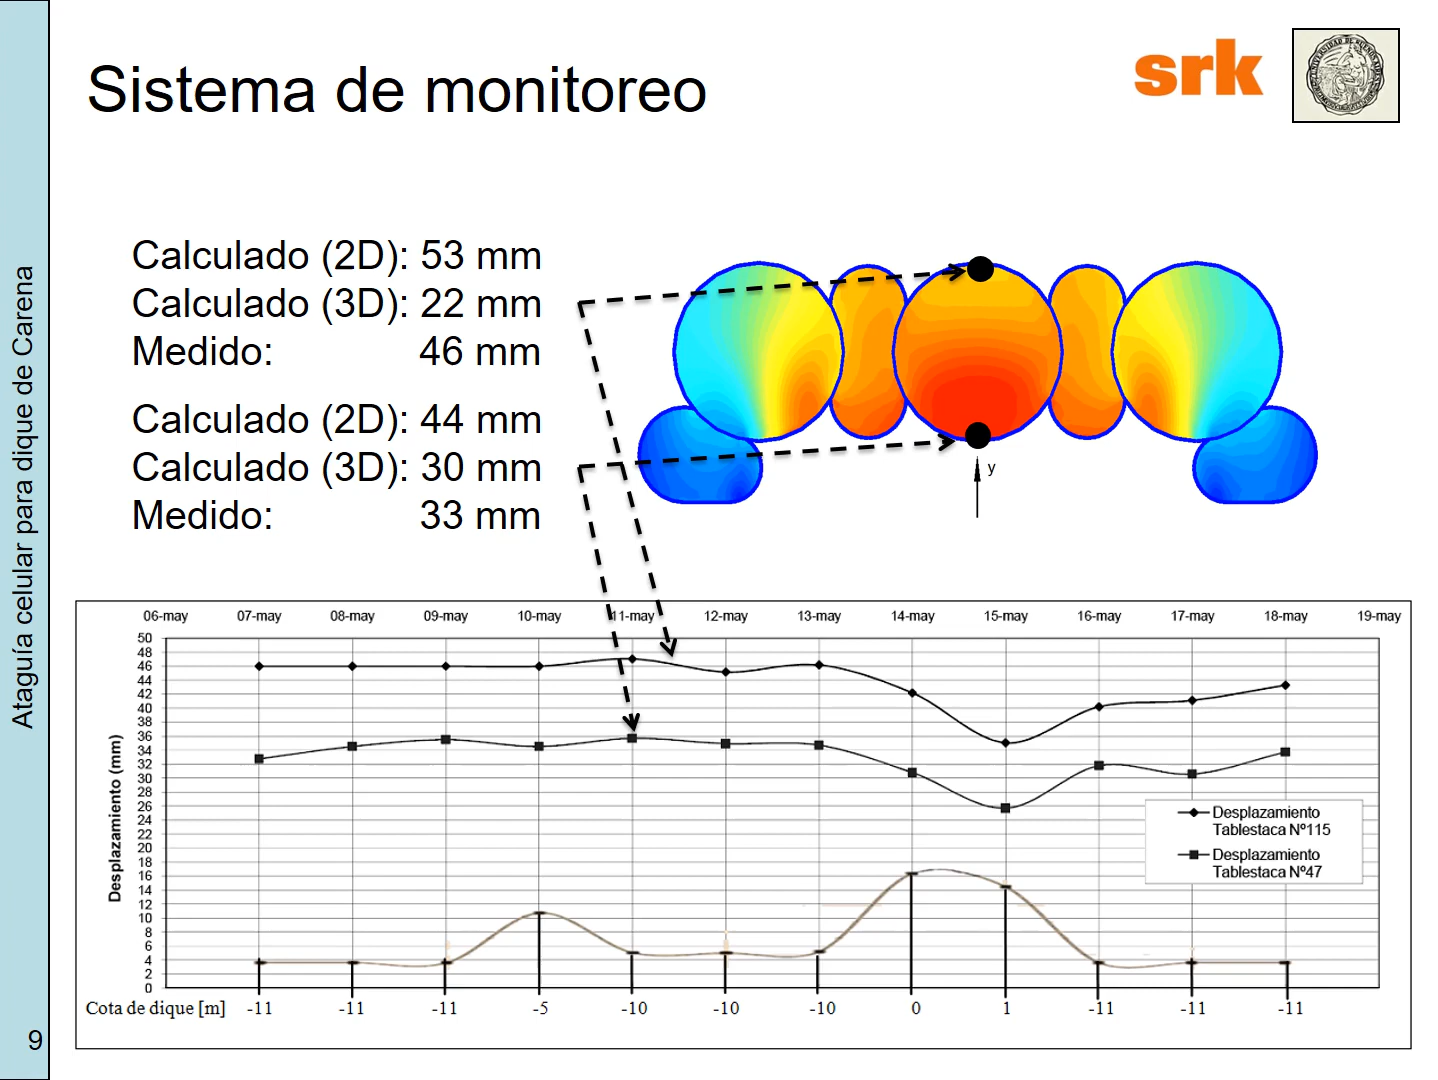 Sistema de monitoreo
srk
Ataguía celular para dique de Carena
Calculado (2D): 53 mm
Calculado (3D): 22 mm
Medido: 46 mm
Calculado (2D): 44 mm
Calculado (3D): 30 mm
Medido: 33 mm
y
06-may 07-may 08-may 09-may 10-may 11-may 12-may 13-may 14-may 15-may 16-may 17-may 18-may 19-may
Desplazamiento (mm)
50
48
46
44
42
40
38
36
34
32
30
28
26
24
22
20
18
16
14
12
10
8
6
4
2
0
Desplazamiento
Tablestaca Nº115
Desplazamiento
Tablestaca Nº47
Cota de dique [m] -11 -11 -11 -5 -10 -10 -10 0 1 -11 -11 -11
9